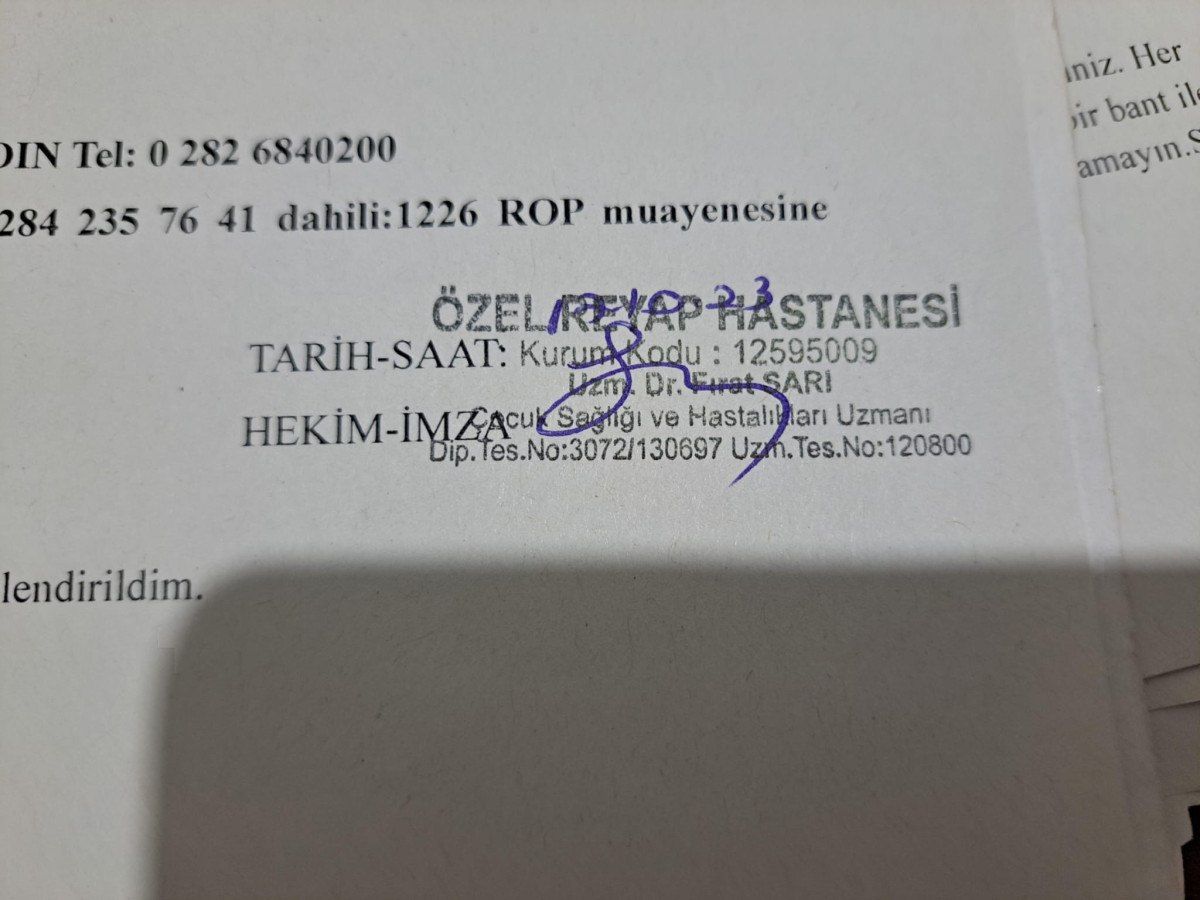 DIN Tel: 0 282 6840200
284 235 76 41 dahili:1226 ROP muayenesine
ÖZEL REYAP HASTANESİ
TARİH-SAAT: Kurum Kodu : 12595009
Uzm. Dr. Fırat SARI
HEKİM-İMZA Çocuk Sağlığı ve Hastalıkları Uzmanı
Dip.Tes.No:3072/130697 Uzm.Tes.No:120800
lendirildim.
iniz. Her
bir bant ile
amayın.S